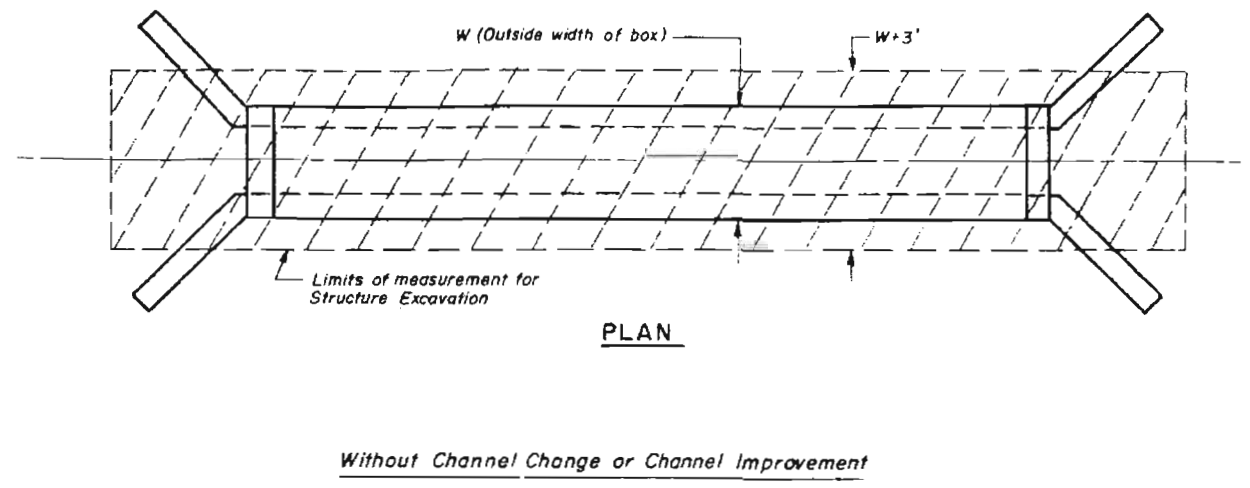 W (Outside width of box)
W+3'
Limits of measurement for
Structure Excavation
PLAN
Without Channel Change or Channel Improvement